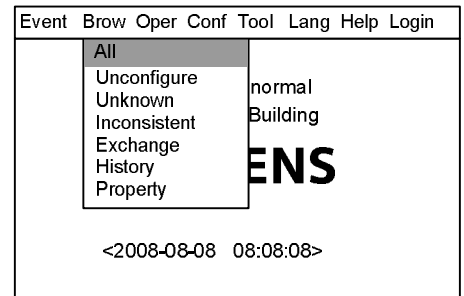 Event Brow Oper Conf Tool Lang Help Login
All
Unconfigure
normal
Unknown
Building
Inconsistent
Exchange
ENS
History
Property
<2008-08-08 08:08:08>